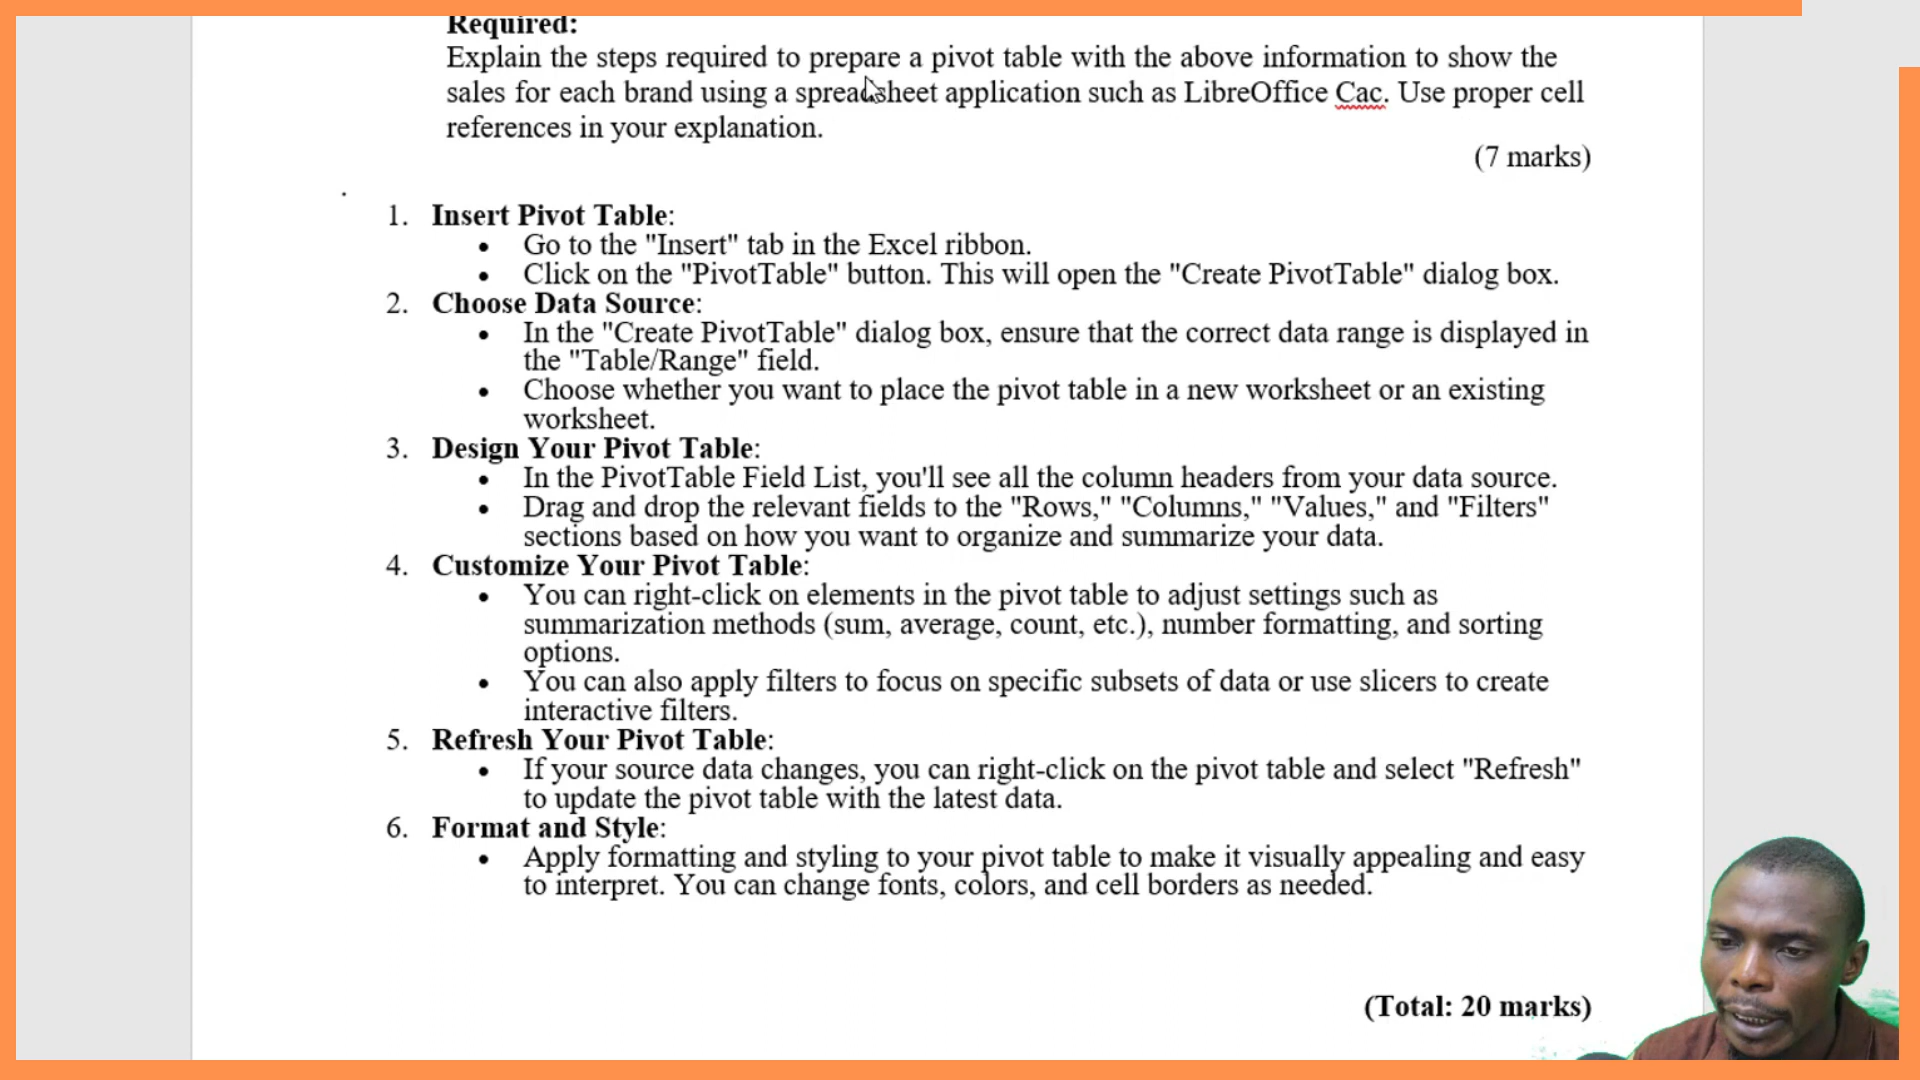 Required:
Explain the steps required to prepare a pivot table with the above information to show the
sales for each brand using a spreadsheet application such as LibreOffice Cac. Use proper cell
references in your explanation.
(7 marks)
1. Insert Pivot Table:
• Go to the "Insert" tab in the Excel ribbon.
• Click on the "PivotTable" button. This will open the "Create PivotTable" dialog box.
2. Choose Data Source:
• In the "Create PivotTable" dialog box, ensure that the correct data range is displayed in
the "Table/Range" field.
• Choose whether you want to place the pivot table in a new worksheet or an existing
worksheet.
3. Design Your Pivot Table:
• In the PivotTable Field List, you'll see all the column headers from your data source.
• Drag and drop the relevant fields to the "Rows," "Columns," "Values," and "Filters"
sections based on how you want to organize and summarize your data.
4. Customize Your Pivot Table:
• You can right-click on elements in the pivot table to adjust settings such as
summarization methods (sum, average, count, etc.), number formatting, and sorting
options.
• You can also apply filters to focus on specific subsets of data or use slicers to create
interactive filters.
5. Refresh Your Pivot Table:
• If your source data changes, you can right-click on the pivot table and select "Refresh"
to update the pivot table with the latest data.
6. Format and Style:
• Apply formatting and styling to your pivot table to make it visually appealing and easy
to interpret. You can change fonts, colors, and cell borders as needed.
(Total: 20 marks)